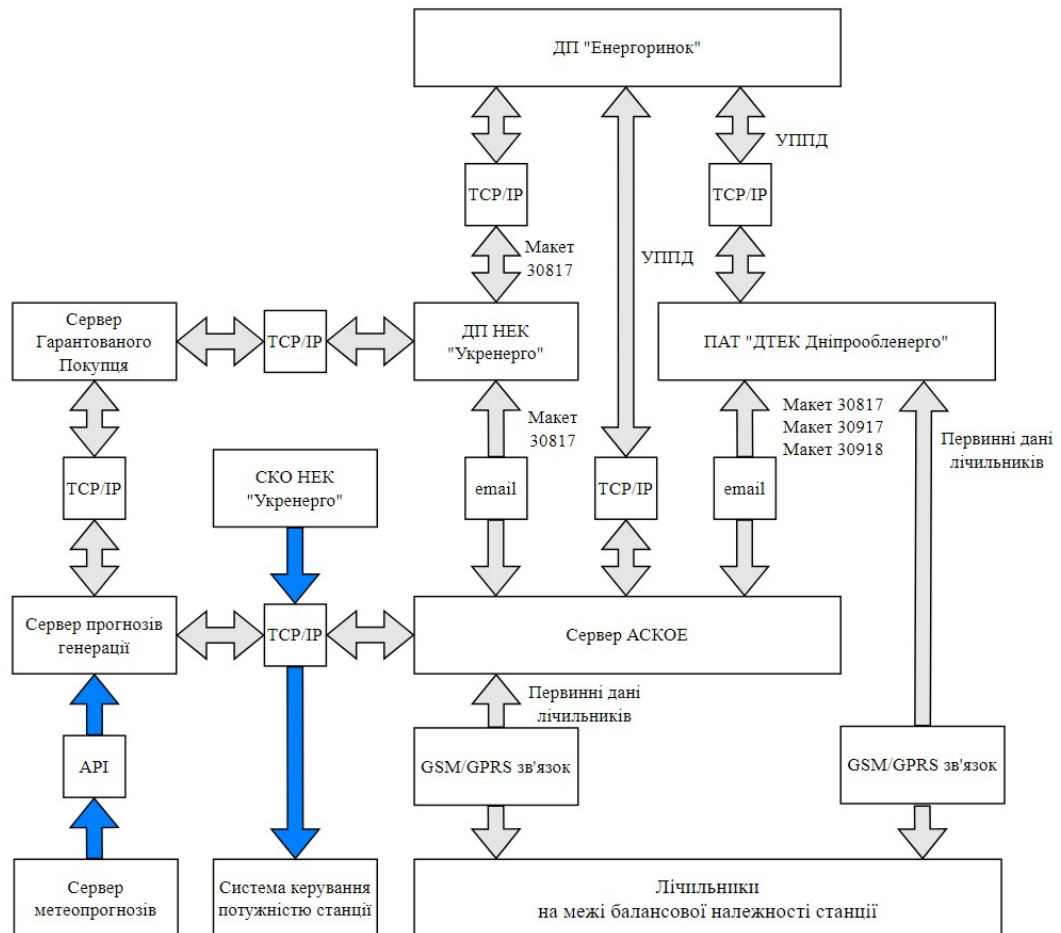 ДП "Енергоринок"
УППД
TCP/IP
TCP/IP
Макет
30817
УППД
Сервер
Гарантованого
Покупця
TCP/IP
ДП НЕК
"Укренерго"
ПАТ "ДТЕК Дніпрообленерго"
Макет
30817
Макет 30817
Макет 30917
Макет 30918
Первинні дані
лічильників
TCP/IP
СКО НЕК
"Укренерго"
email
TCP/IP
email
Сервер прогнозів
генерації
TCP/IP
Сервер АСКОЕ
Первинні дані
лічильників
API
GSM/GPRS зв'язок
GSM/GPRS зв'язок
Сервер
метеопрогнозів
Система керування
потужністю станції
Лічильники
на межі балансової належності станції